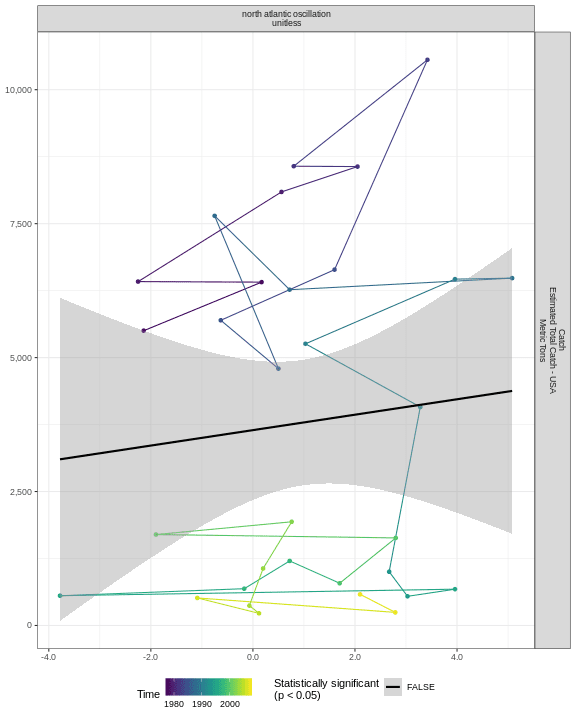 north atlantic oscillation
unitless
10,000
7,500
5,000
2,500
0
-4.0
-2.0
0.0
2.0
4.0
Catch
Estimated Total Catch - USA
Metric Tons
Time
1980
1990
2000
Statistically significant
(p < 0.05)
FALSE